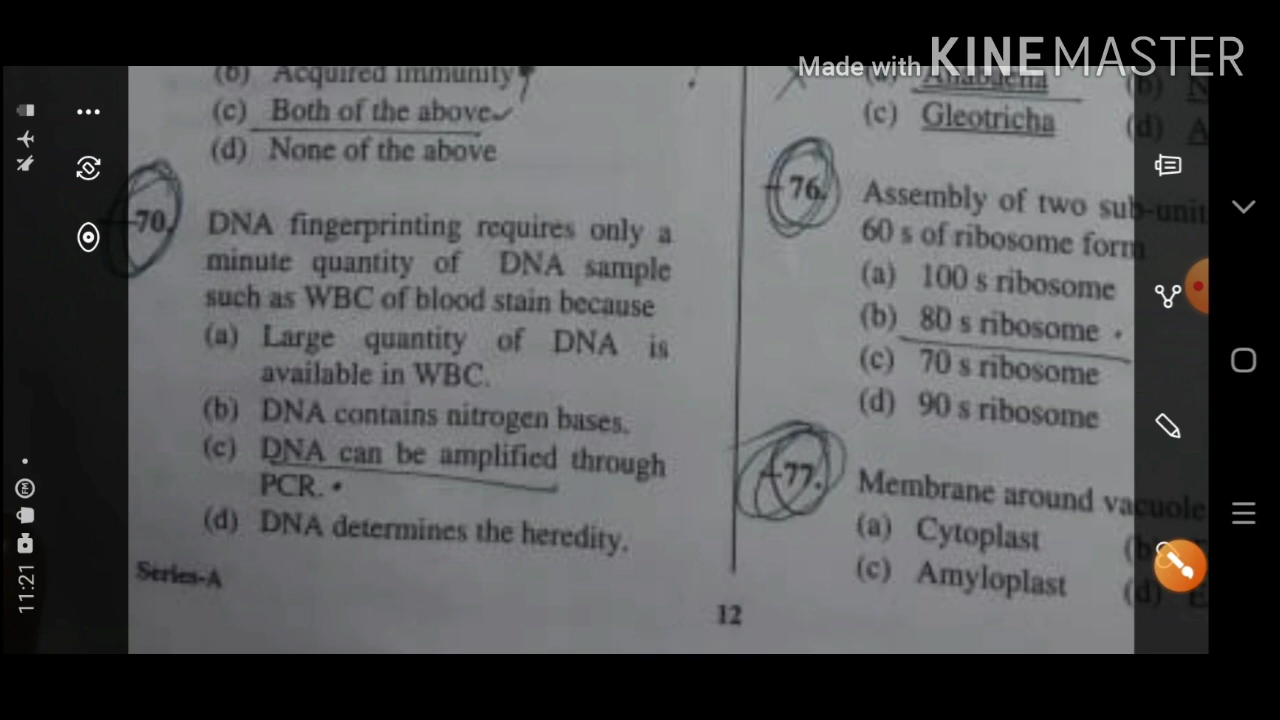 Made with KINEMASTER
(b) Acquired immunity
(c) Both of the above
(d) None of the above
70. DNA fingerprinting requires only a
minute quantity of DNA sample
such as WBC of blood stain because
(a) Large quantity of DNA is
available in WBC.
(b) DNA contains nitrogen bases.
(c) DNA can be amplified through
PCR.
(d) DNA determines the heredity.
Series-A
12
(a) Anabaena (b) N
(c) Gleotricha (d) A
76. Assembly of two sub-unit
60 s of ribosome form
(a) 100 s ribosome
(b) 80 s ribosome
(c) 70 s ribosome
(d) 90 s ribosome
77. Membrane around vacuole
(a) Cytoplast (b)
(c) Amyloplast (d) E
11:21
FM